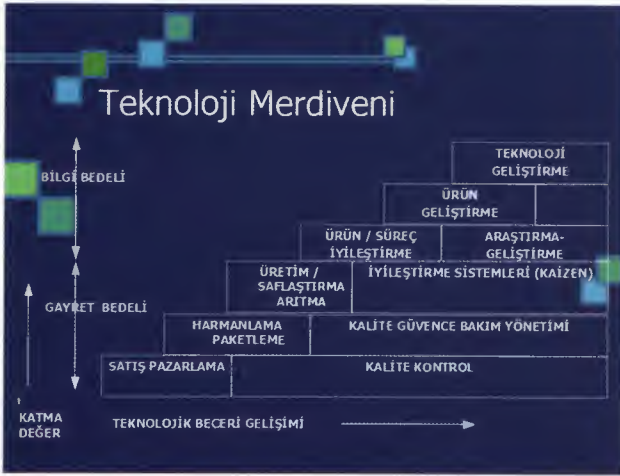 Teknoloji Merdiveni
BİLGİ BEDELİ
TEKNOLOJİ
GELİŞTİRME
ÜRÜN
GELİŞTİRME
ÜRÜN / SÜREÇ
İYİLEŞTİRME
ARAŞTIRMA-
GELİŞTİRME
ÜRETİM /
SAFLAŞTIRMA
ARITMA
İYİLEŞTİRME SİSTEMLERİ (KAIZEN)
GAYRET BEDELİ
HARMANLAMA
PAKETLEME
KALİTE GÜVENCE BAKIM YÖNETİMİ
SATIŞ PAZARLAMA
KALİTE KONTROL
KATMA
DEĞER
TEKNOLOJİK BECERİ GELİŞİMİ